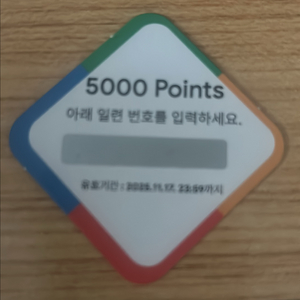 5000 Points
아래 일련 번호를 입력하세요.
유효기간 : 2025.11.17. 23:59까지